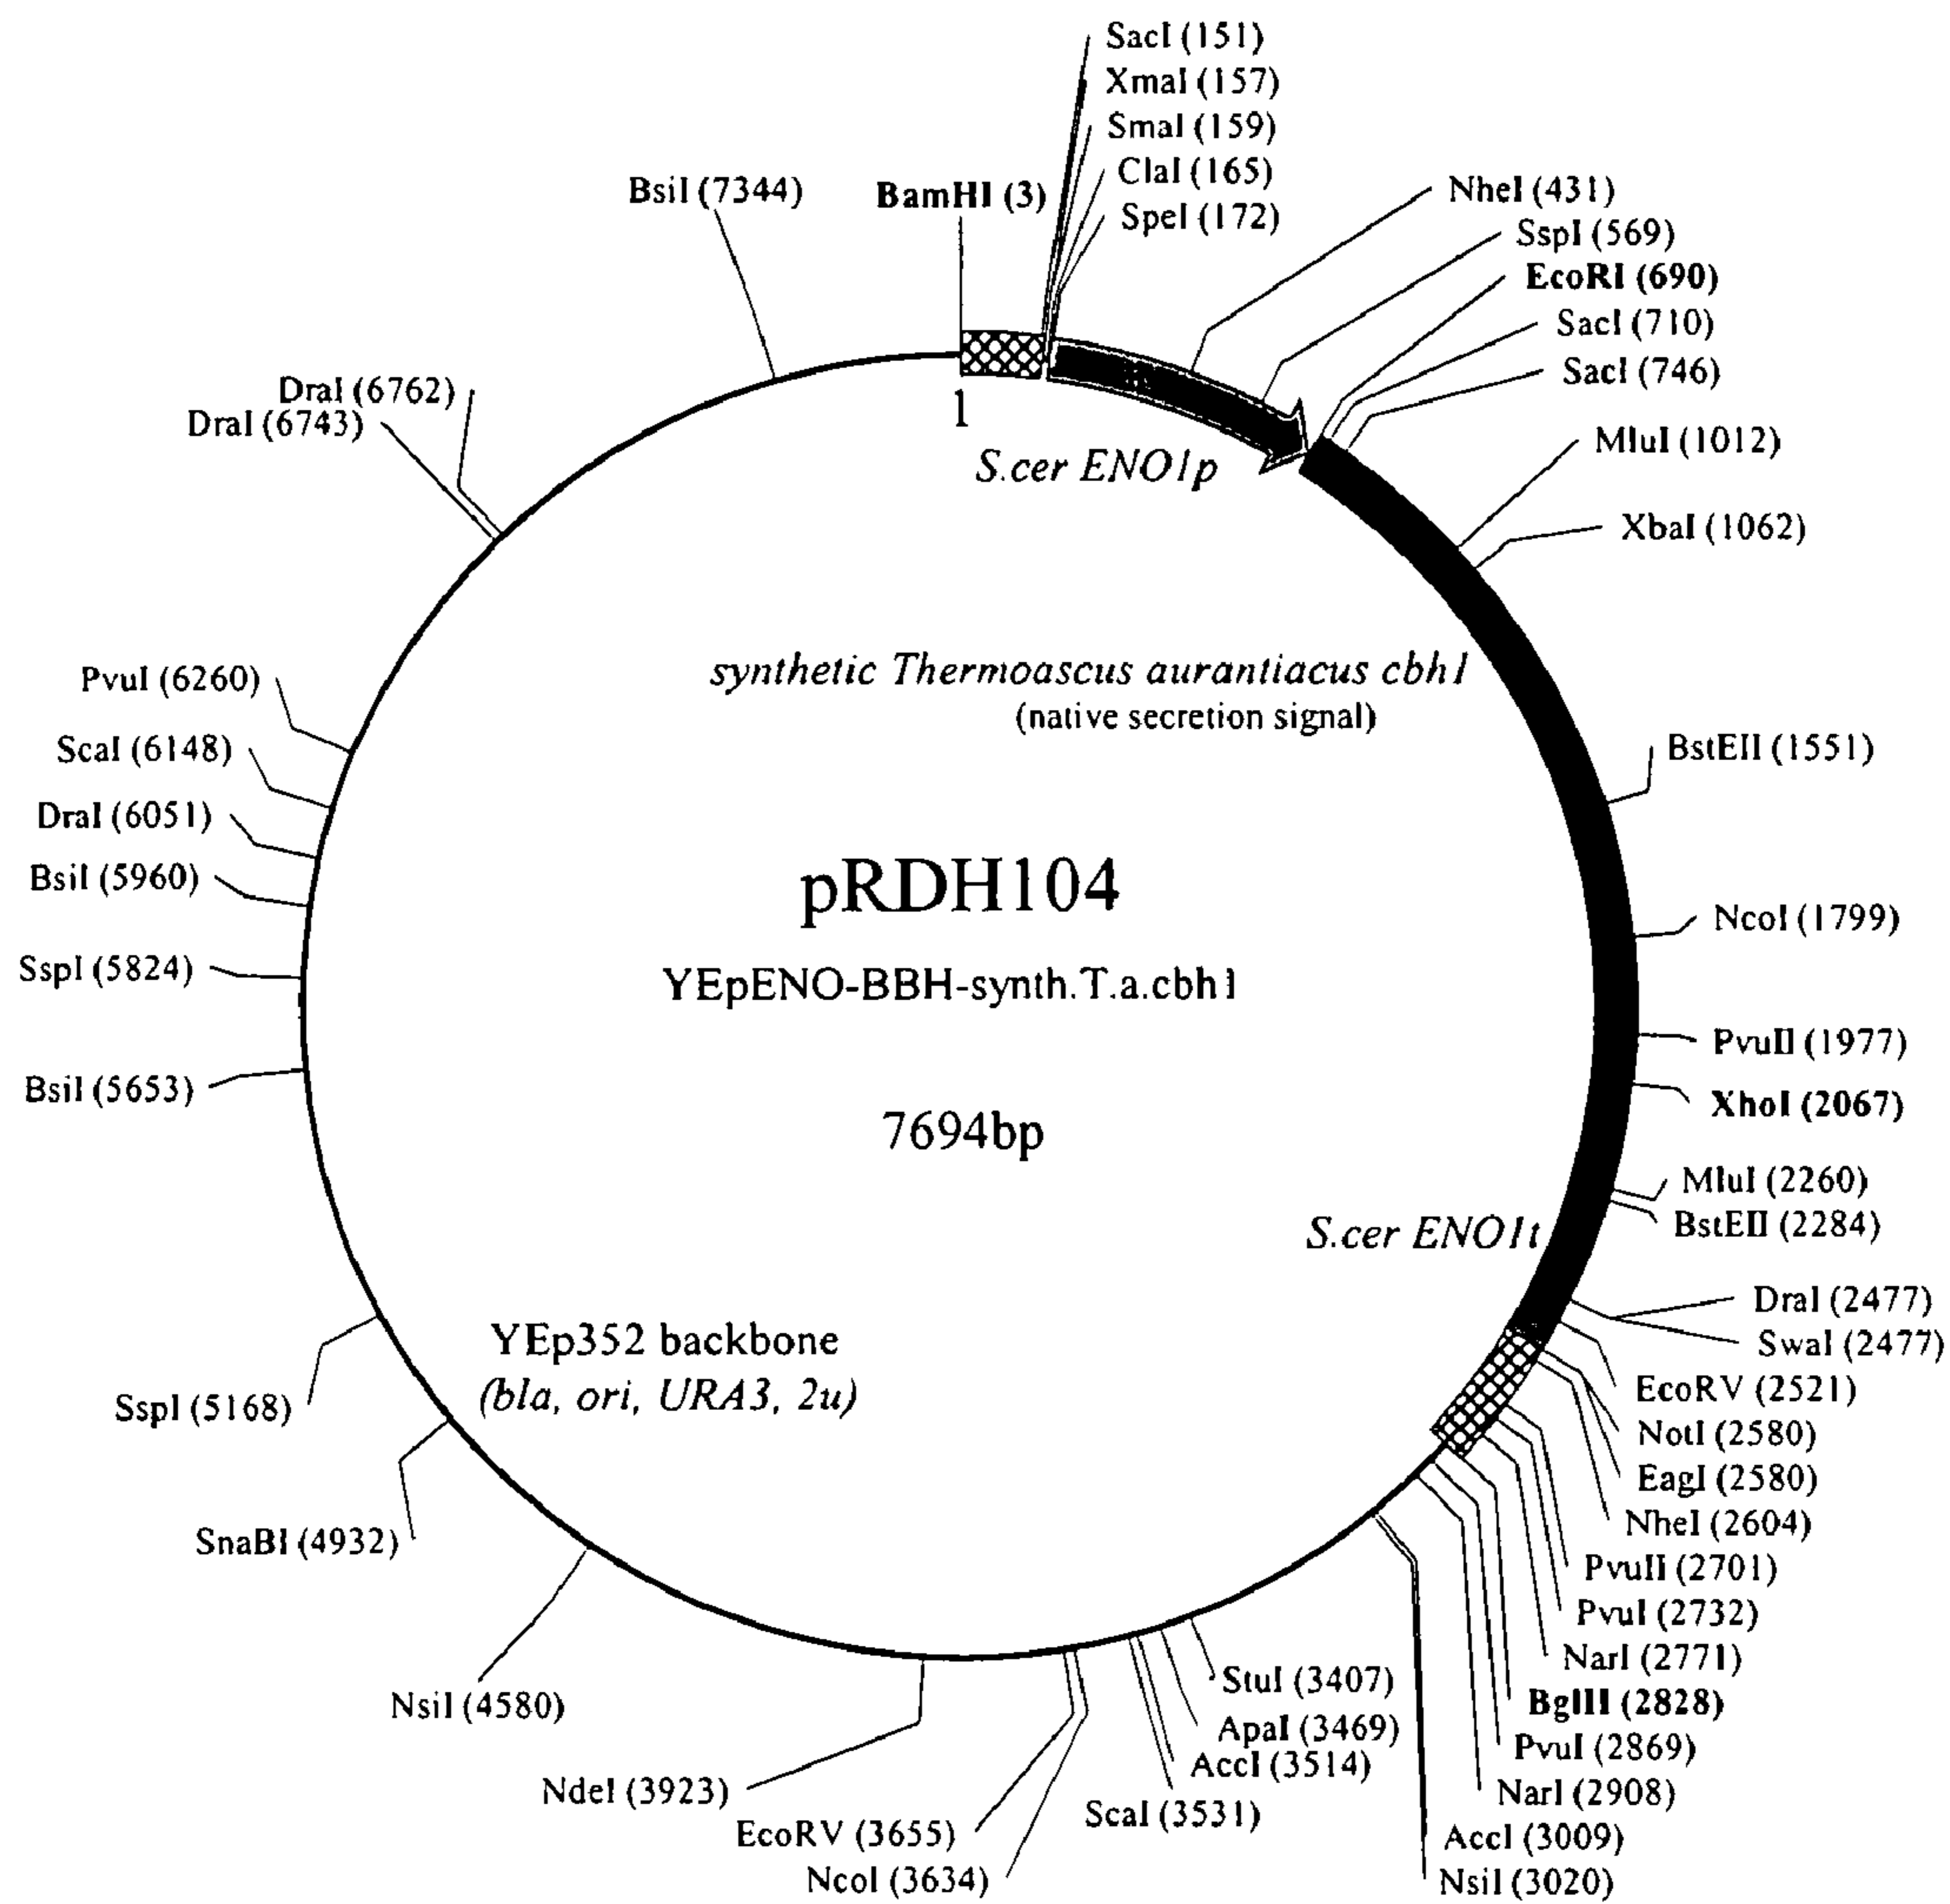 SacI (151)
XmaI (157)
SmaI (159)
ClaI (165)
SpeI (172)
BsiI (7344)
BamHI (3)
NheI (431)
SspI (569)
EcoRI (690)
SacI (710)
SacI (746)
DraI (6762)
DraI (6743)
1
S.cer ENO1p
MluI (1012)
XbaI (1062)
synthetic Thermoascus aurantiacus cbh1
(native secretion signal)
PvuI (6260)
ScaI (6148)
DraI (6051)
BsiI (5960)
SspI (5824)
BsiI (5653)
BstEII (1551)
pRDH104
YEpENO-BBH-synth.T.a.cbh1
7694bp
NcoI (1799)
PvuII (1977)
XhoI (2067)
MluI (2260)
BstEII (2284)
S.cer ENO1t
DraI (2477)
SwaI (2477)
EcoRV (2521)
NotI (2580)
EagI (2580)
NheI (2604)
PvuII (2701)
PvuI (2732)
NarI (2771)
BglII (2828)
PvuI (2869)
NarI (2908)
AccI (3009)
NsiI (3020)
YEp352 backbone
(bla, ori, URA3, 2u)
SspI (5168)
SnaBI (4932)
NsiI (4580)
NdeI (3923)
EcoRV (3655)
NcoI (3634)
StuI (3407)
ApaI (3469)
AccI (3514)
ScaI (3531)